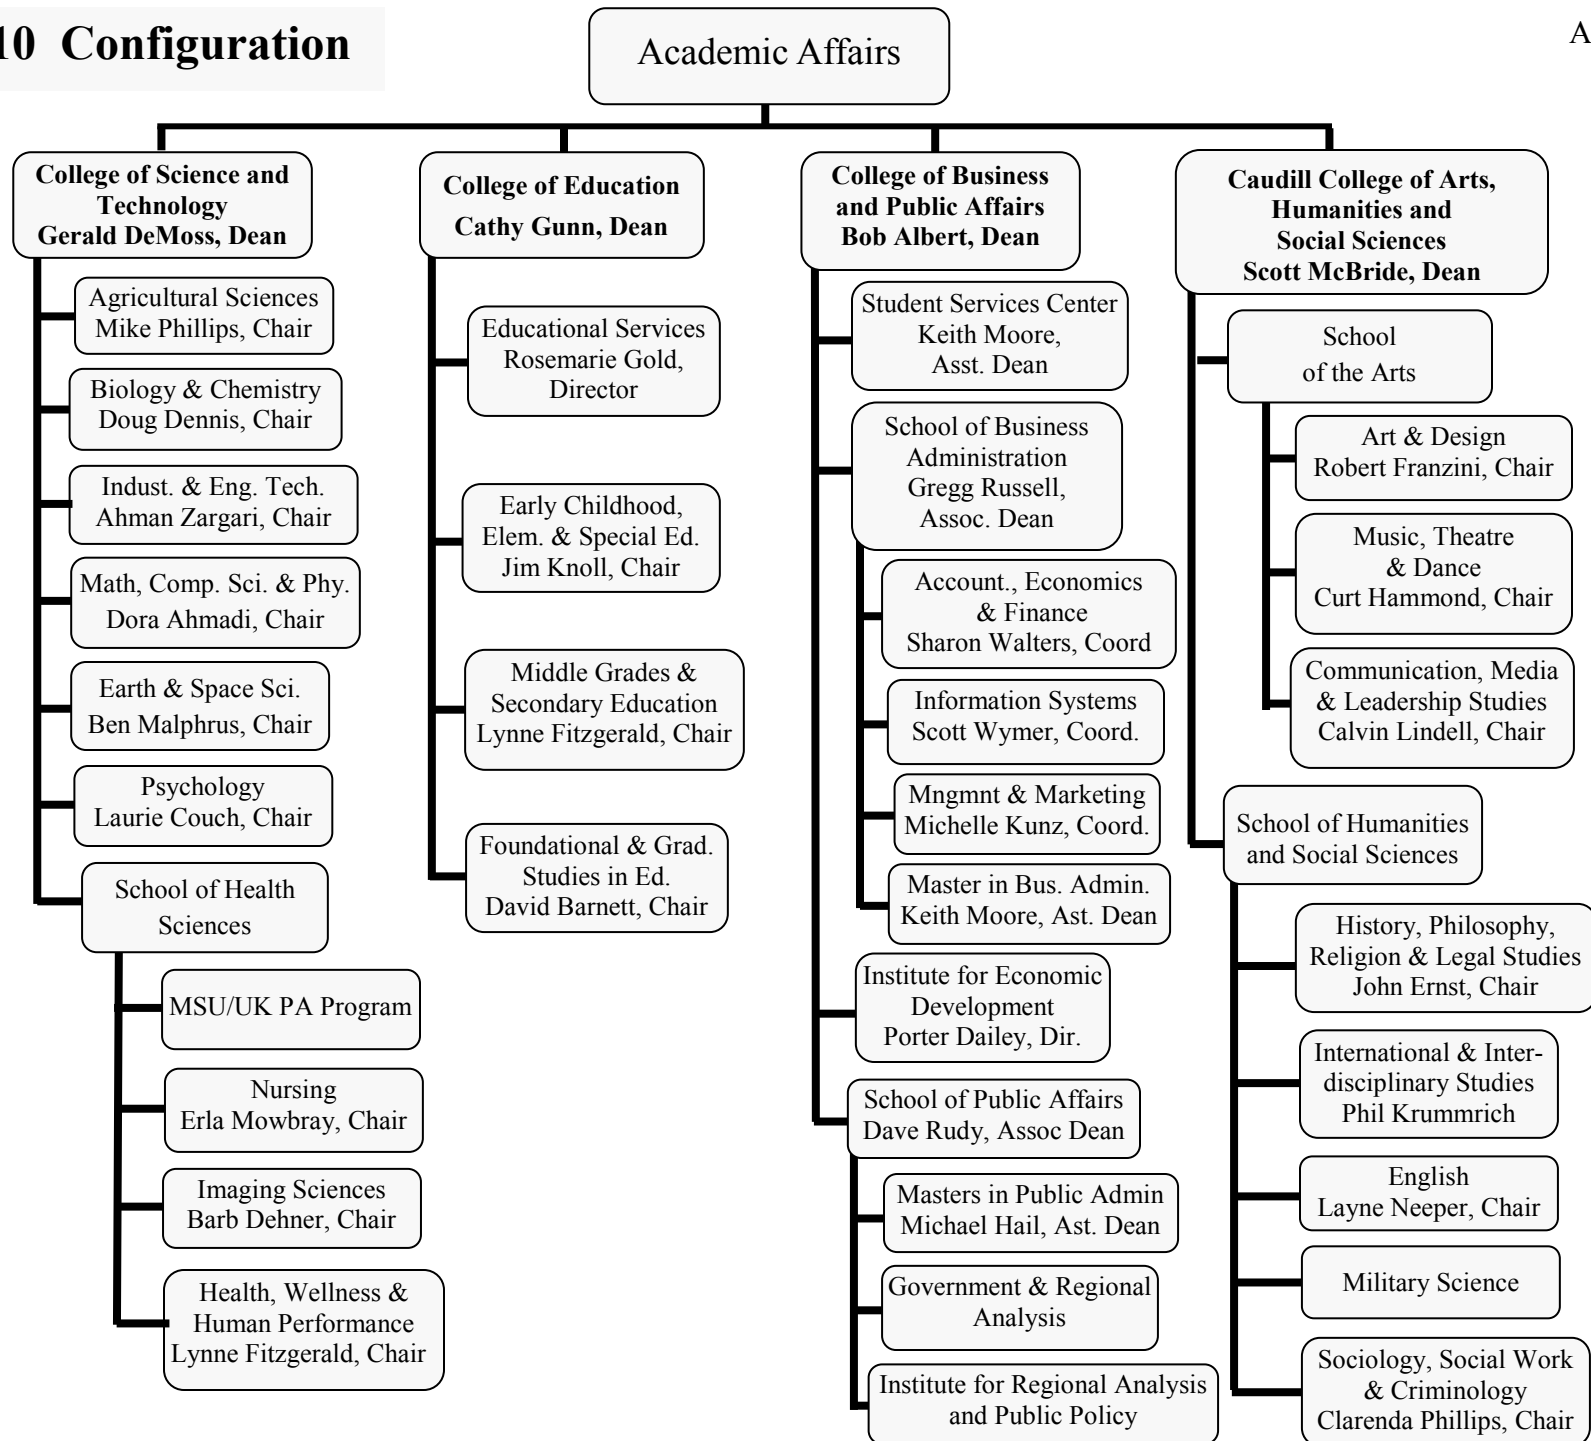 10 Configuration
Academic Affairs
A
College of Science and
Technology
Gerald DeMoss, Dean
Agricultural Sciences
Mike Phillips, Chair
Biology & Chemistry
Doug Dennis, Chair
Indust. & Eng. Tech.
Ahman Zargari, Chair
Math, Comp. Sci. & Phy.
Dora Ahmadi, Chair
Earth & Space Sci.
Ben Malphrus, Chair
Psychology
Laurie Couch, Chair
School of Health
Sciences
MSU/UK PA Program
Nursing
Erla Mowbray, Chair
Imaging Sciences
Barb Dehner, Chair
Health, Wellness &
Human Performance
Lynne Fitzgerald, Chair
College of Education
Cathy Gunn, Dean
Educational Services
Rosemarie Gold,
Director
Early Childhood,
Elem. & Special Ed.
Jim Knoll, Chair
Middle Grades &
Secondary Education
Lynne Fitzgerald, Chair
Foundational & Grad.
Studies in Ed.
David Barnett, Chair
College of Business
and Public Affairs
Bob Albert, Dean
Student Services Center
Keith Moore,
Asst. Dean
School of Business
Administration
Gregg Russell,
Assoc. Dean
Account., Economics
& Finance
Sharon Walters, Coord
Information Systems
Scott Wymer, Coord.
Mngmnt & Marketing
Michelle Kunz, Coord.
Master in Bus. Admin.
Keith Moore, Ast. Dean
Institute for Economic
Development
Porter Dailey, Dir.
School of Public Affairs
Dave Rudy, Assoc Dean
Masters in Public Admin
Michael Hail, Ast. Dean
Government & Regional
Analysis
Institute for Regional Analysis
and Public Policy
Caudill College of Arts,
Humanities and
Social Sciences
Scott McBride, Dean
School
of the Arts
Art & Design
Robert Franzini, Chair
Music, Theatre
& Dance
Curt Hammond, Chair
Communication, Media
& Leadership Studies
Calvin Lindell, Chair
School of Humanities
and Social Sciences
History, Philosophy,
Religion & Legal Studies
John Ernst, Chair
International & Inter-
disciplinary Studies
Phil Krummrich
English
Layne Neeper, Chair
Military Science
Sociology, Social Work
& Criminology
Clarenda Phillips, Chair